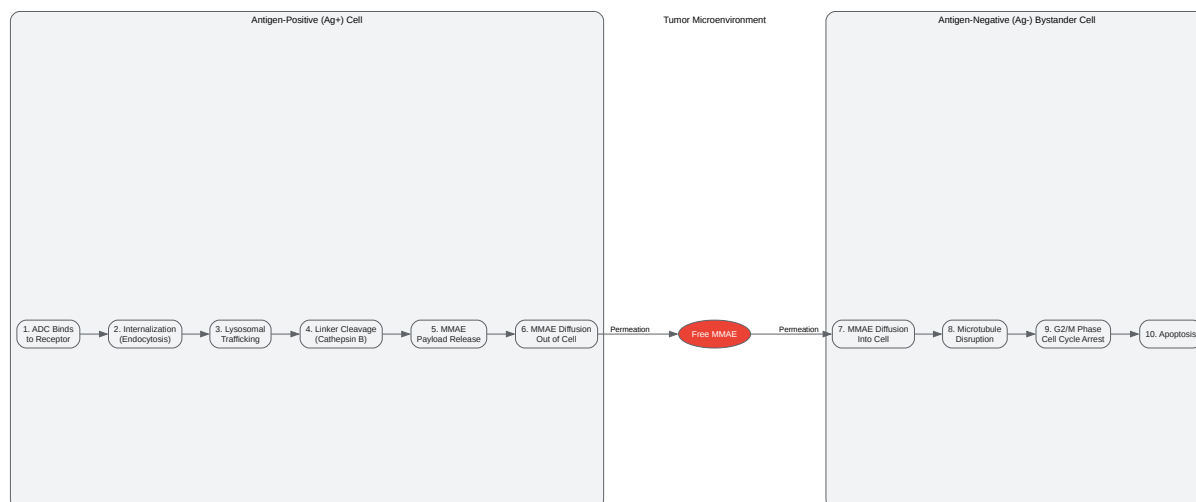 Antigen-Positive (Ag+) Cell
Tumor Microenvironment
Antigen-Negative (Ag-) Bystander Cell
1. ADC Binds
to Receptor
2. Internalization
(Endocytosis)
3. Lysosomal
Trafficking
4. Linker Cleavage
(Cathepsin B)
5. MMAE
Payload Release
6. MMAE Diffusion
Out of Cell
Permeation
Free MMAE
Permeation
7. MMAE Diffusion
Into Cell
8. Microtubule
Disruption
9. G2/M Phase
Cell Cycle Arrest
10. Apoptosis